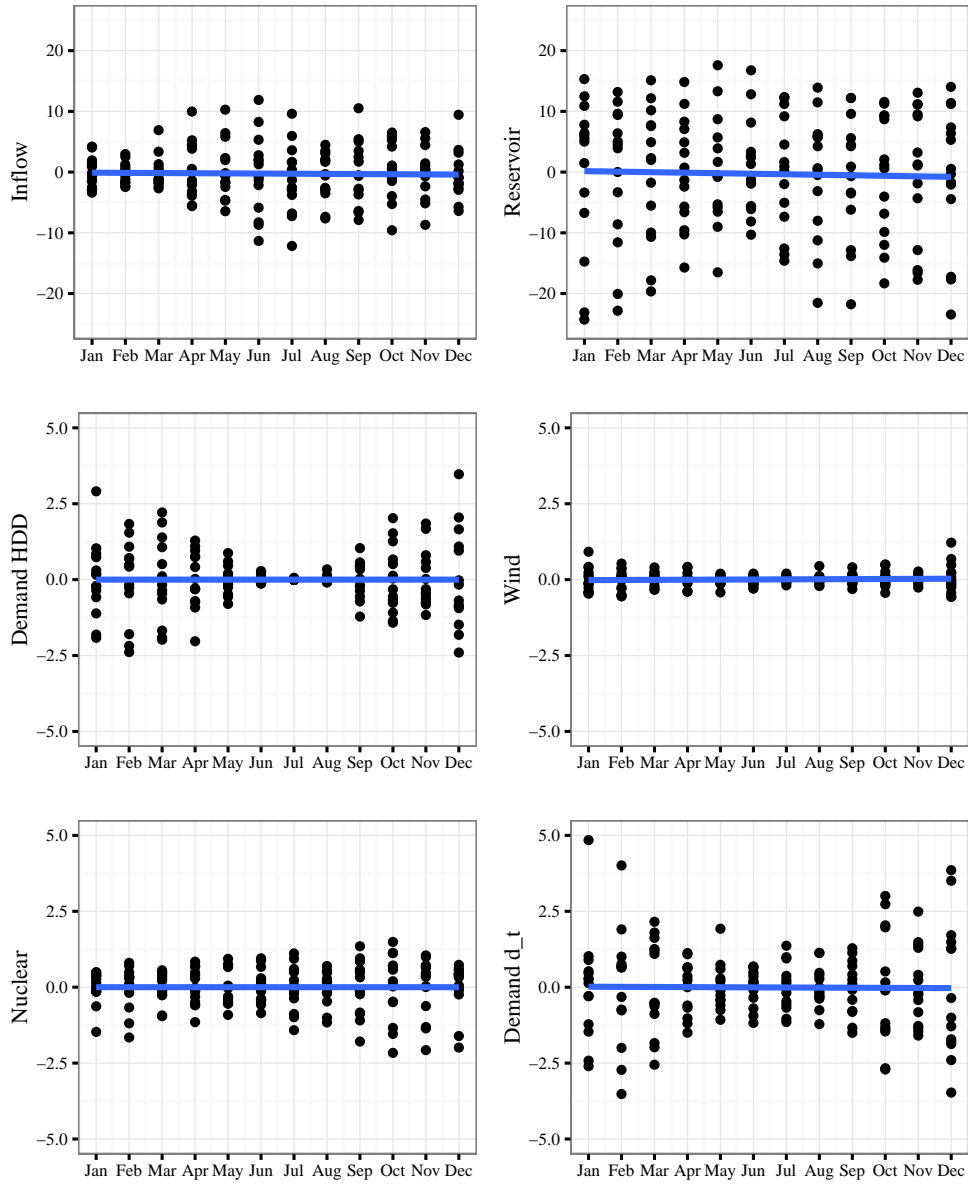 Inflow
20
10
0
−10
−20
Jan Feb Mar Apr May Jun Jul Aug Sep Oct Nov Dec
Reservoir
20
10
0
−10
−20
Jan Feb Mar Apr May Jun Jul Aug Sep Oct Nov Dec
Demand HDD
5.0
2.5
0.0
−2.5
−5.0
Jan Feb Mar Apr May Jun Jul Aug Sep Oct Nov Dec
Wind
5.0
2.5
0.0
−2.5
−5.0
Jan Feb Mar Apr May Jun Jul Aug Sep Oct Nov Dec
Nuclear
5.0
2.5
0.0
−2.5
−5.0
Jan Feb Mar Apr May Jun Jul Aug Sep Oct Nov Dec
Demand d_t
5.0
2.5
0.0
−2.5
−5.0
Jan Feb Mar Apr May Jun Jul Aug Sep Oct Nov Dec